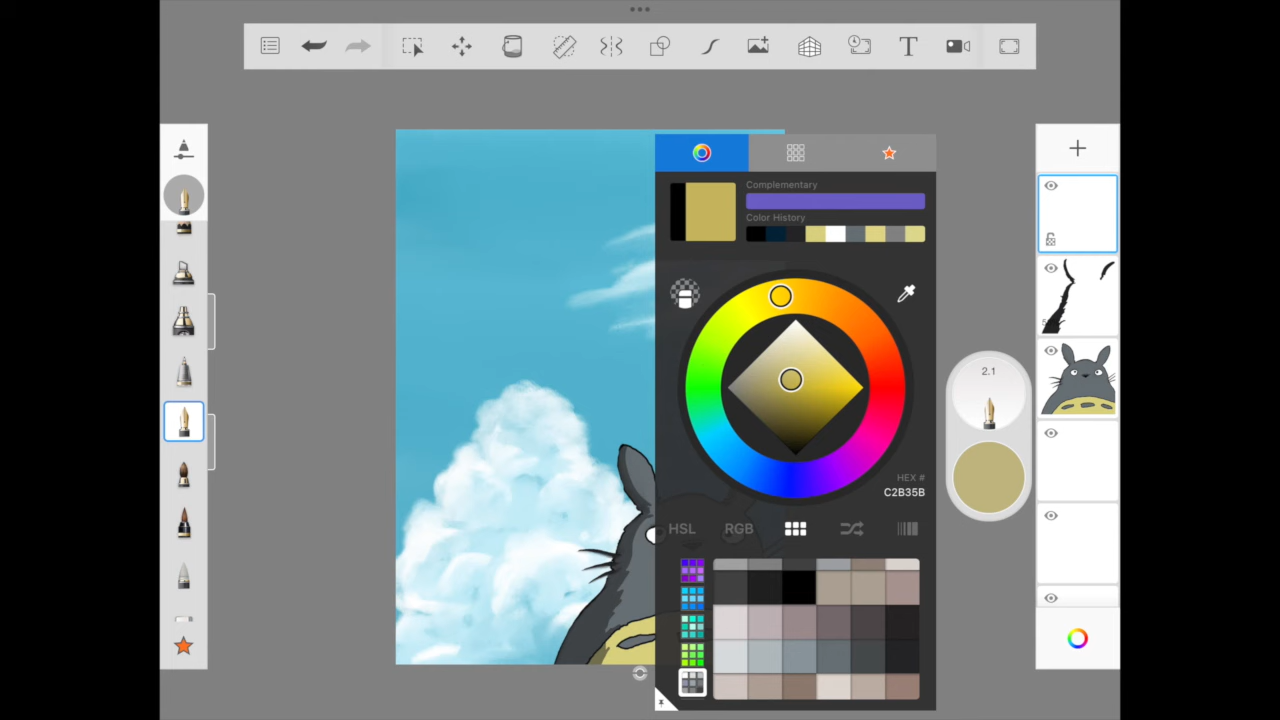 T
Complementary
Color History
2.1
HEX #
C2B35B
HSL
RGB